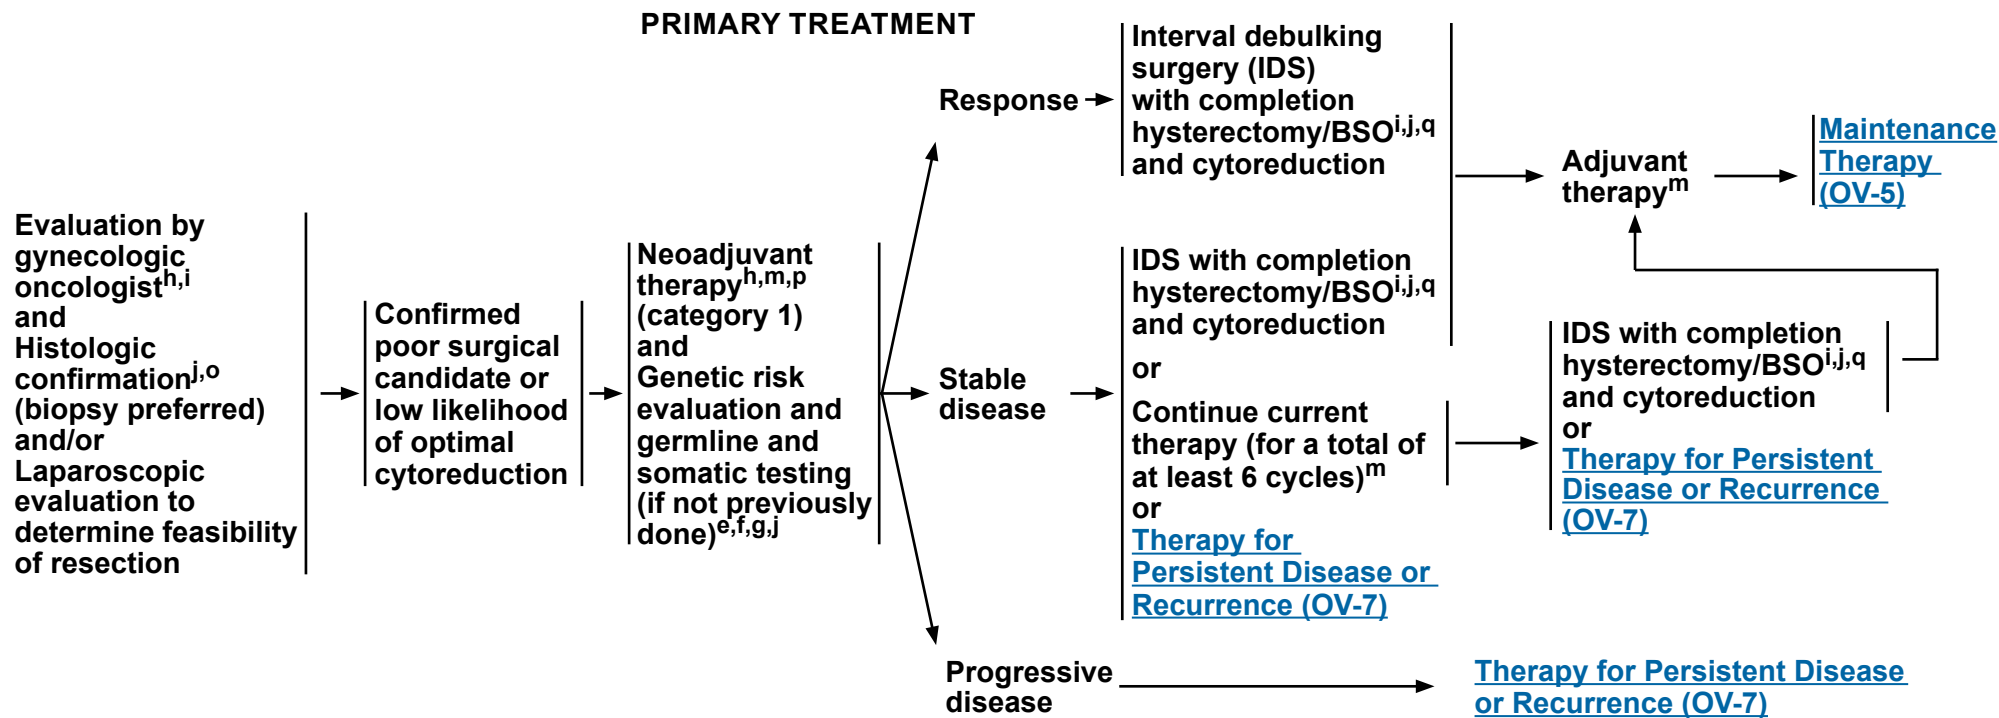 PRIMARY TREATMENT
Evaluation by
gynecologic
oncologisth,i
and
Histologic
confirmationj,o
(biopsy preferred)
and/or
Laparoscopic
evaluation to
determine feasibility
of resection
Confirmed
poor surgical
candidate or
low likelihood
of optimal
cytoreduction
Neoadjuvant
therapyh,m,p
(category 1)
and
Genetic risk
evaluation and
germline and
somatic testing
(if not previously
done)e,f,g,j
Response
Interval debulking
surgery (IDS)
with completion
hysterectomy/BSOi,j,q
and cytoreduction
Stable
disease
IDS with completion
hysterectomy/BSOi,j,q
and cytoreduction
or
Continue current
therapy (for a total of
at least 6 cycles)m
or
Therapy for
Persistent Disease or
Recurrence (OV-7)
Adjuvant
therapym
Maintenance
Therapy
(OV-5)
IDS with completion
hysterectomy/BSOi,j,q
and cytoreduction
or
Therapy for Persistent
Disease or Recurrence
(OV-7)
Progressive
disease
Therapy for Persistent Disease
or Recurrence (OV-7)